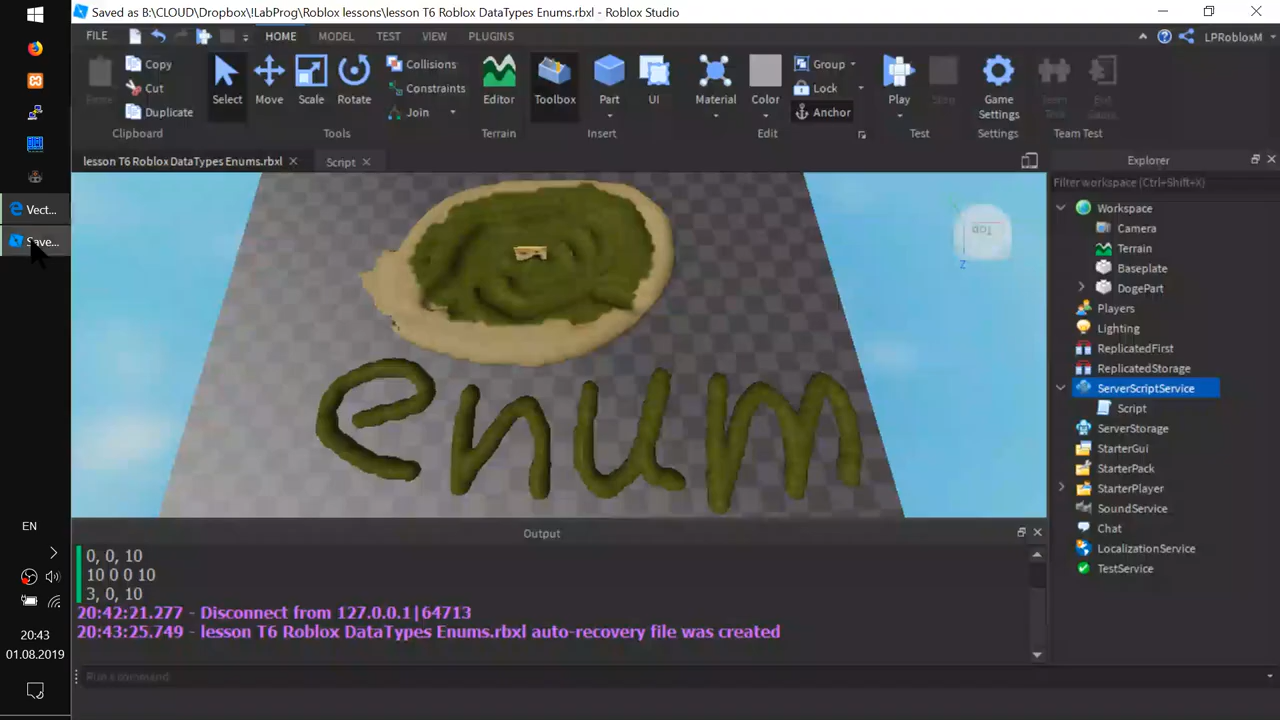 Saved as B:\CLOUD\Dropbox\!LabProg\Roblox lessons\lesson T6 Roblox DataTypes Enums.rbxl - Roblox Studio
FILE HOME MODEL TEST VIEW PLUGINS LPRobloxM
Copy
Cut
Duplicate
Clipboard
Select Move Scale Rotate
Collisions
Constraints
Join
Tools
Editor
Terrain
Toolbox Part UI
Insert
Material Color
Group
Lock
Anchor
Edit
Play
Test
Game Settings
Settings
Team Test
lesson T6 Roblox DataTypes Enums.rbxl
Script
Explorer
Filter workspace (Ctrl+Shift+X)
Workspace
Camera
Terrain
Baseplate
DogePart
Players
Lighting
ReplicatedFirst
ReplicatedStorage
ServerScriptService
Script
ServerStorage
StarterGui
StarterPack
StarterPlayer
SoundService
Chat
LocalizationService
TestService
Z
enum
Output
0, 0, 10
10 0 0 10
3, 0, 10
20:42:21.277 - Disconnect from 127.0.0.1|64713
20:43:25.749 - lesson T6 Roblox DataTypes Enums.rbxl auto-recovery file was created
Run a command
Vect...
Save...
EN
20:43
01.08.2019